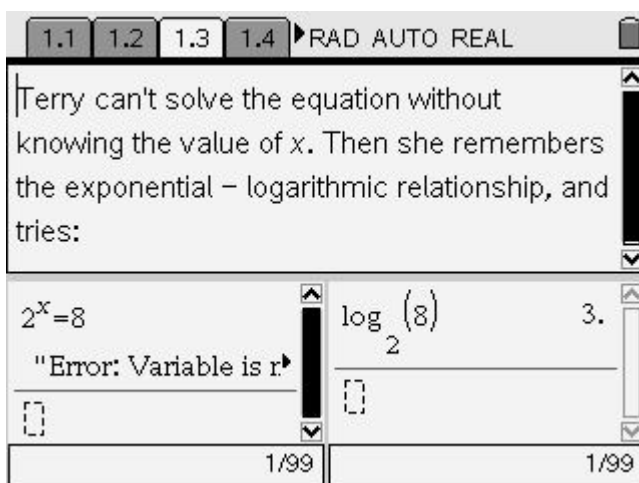 1.1 1.2 1.3 1.4 RAD AUTO REAL
Terry can't solve the equation without
knowing the value of x. Then she remembers
the exponential – logarithmic relationship, and
tries:
2^x=8
"Error: Variable is r
1/99
log_2(8) 3.
1/99